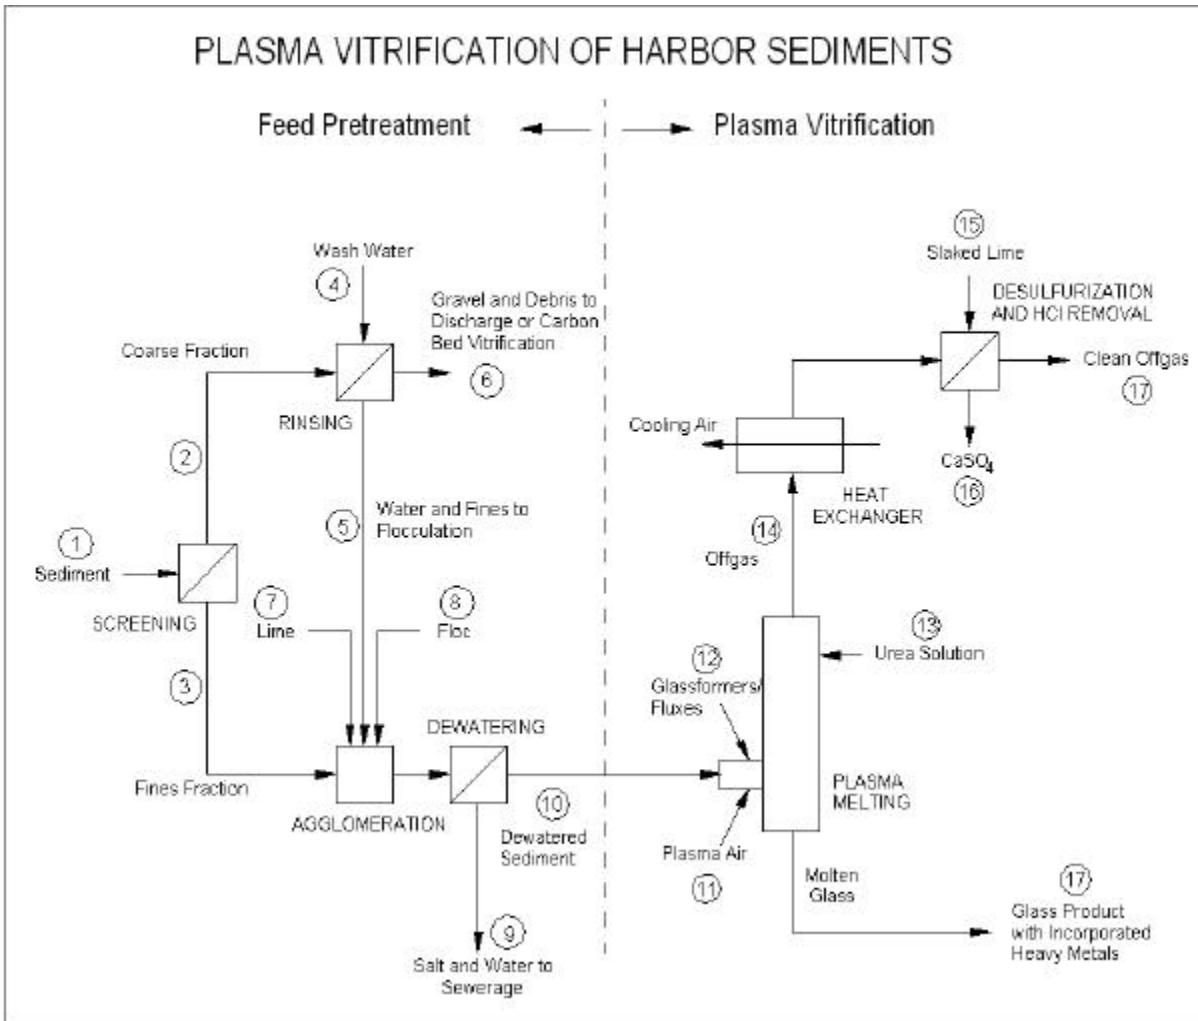 PLASMA VITRIFICATION OF HARBOR SEDIMENTS
Feed Pretreatment
Plasma Vitrification
Wash Water
4
Gravel and Debris to
Discharge or Carbon
Bed Vitrification
6
Coarse Fraction
RINSING
2
5
Water and Fines to
Flocculation
1
Sediment
SCREENING
7
Lime
8
Floc
3
Fines Fraction
AGGLOMERATION
DEWATERING
10
Dewatered
Sediment
9
Salt and Water to
Sewerage
15
Slaked Lime
DESULFURIZATION
AND HCl REMOVAL
Clean Offgas
17
CaSO4
16
Cooling Air
HEAT
EXCHANGER
14
Offgas
13
Urea Solution
12
Glassformers/
Fluxes
PLASMA
MELTING
Plasma Air
11
Molten
Glass
17
Glass Product
with Incorporated
Heavy Metals